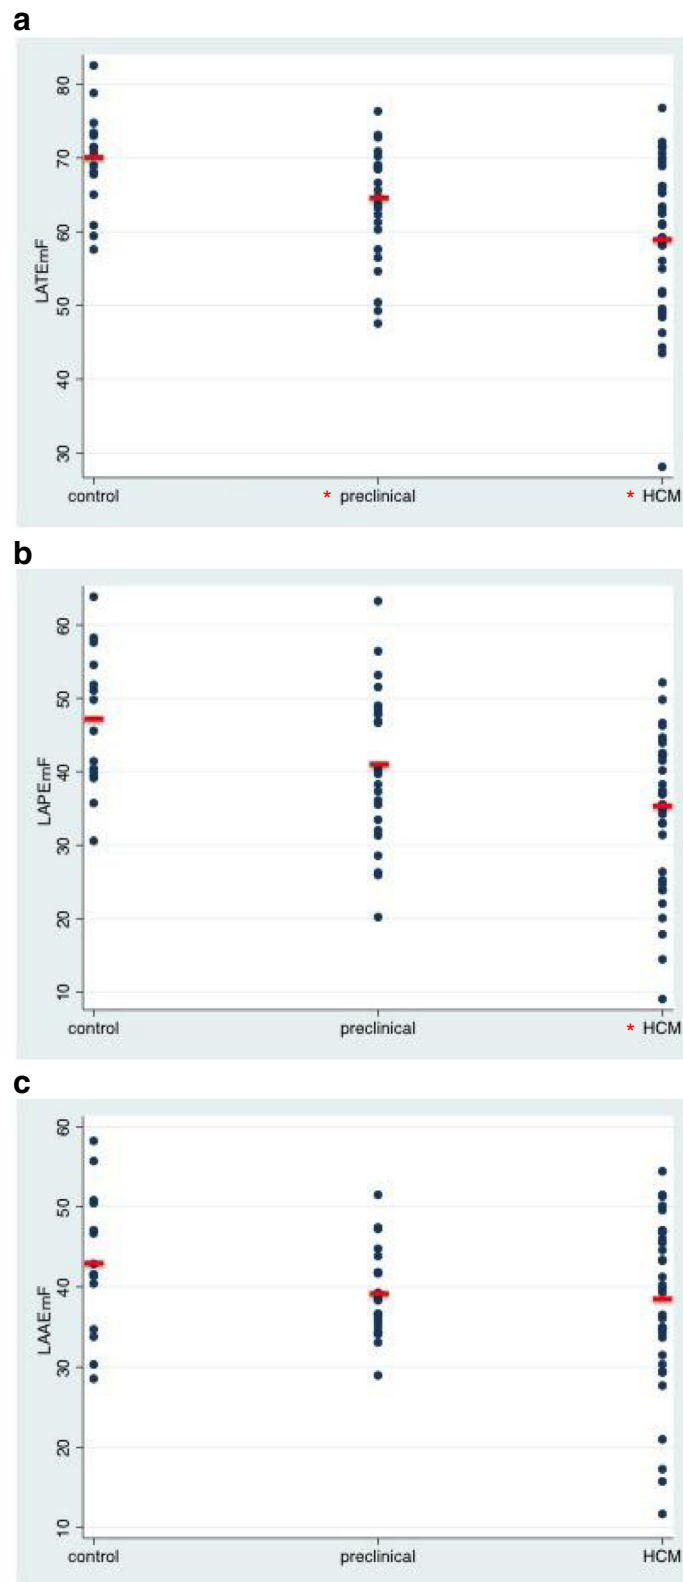 a
80
70
60
50
40
30
LATEmF
control * preclinical * HCM
b
60
50
40
30
20
10
LAPEmF
control preclinical * HCM
c
60
50
40
30
20
10
LAAEmF
control preclinical HCM